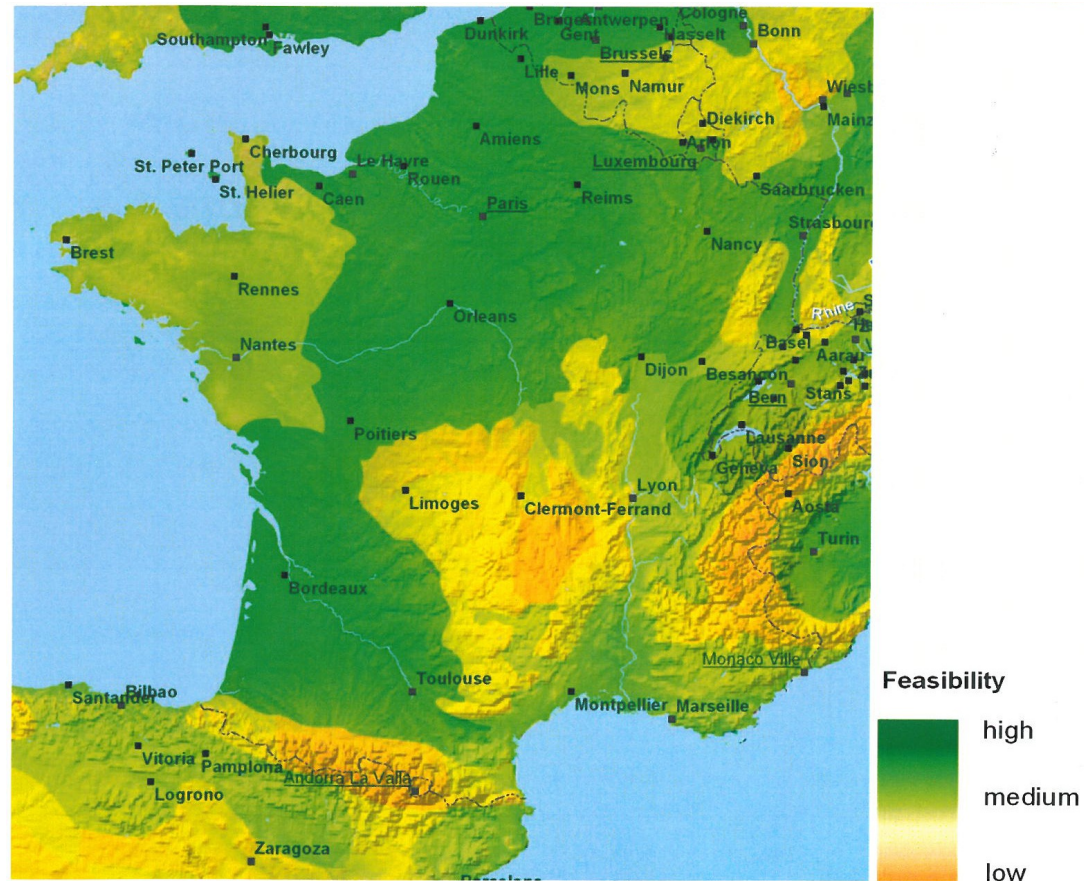 Brugge
Antwerpen
Cologne
Southampton
Fawley
Dunkirk
Gent
Hasselt
Bonn
Brussels
Lille
Mons
Namur
Diekirch
Mainz
Amiens
Cherbourg
Le Havre
Rouen
Luxembourg
Arlon
St. Peter Port
St. Helier
Caen
Paris
Reims
Saarbrucken
Brest
Nancy
Rennes
Orleans
Rhine
Nantes
Dijon
Besancon
Basel
Aarau
Bern
Stans
Poitiers
Lausanne
Geneva
Sion
Limoges
Clermont-Ferrand
Lyon
Aosta
Turin
Bordeaux
Monaco Ville
Toulouse
Montpellier
Marseille
Santander
Bilbao
Vitoria
Pamplona
Andorra La Vella
Logrono
Zaragoza
Feasibility
high
medium
low